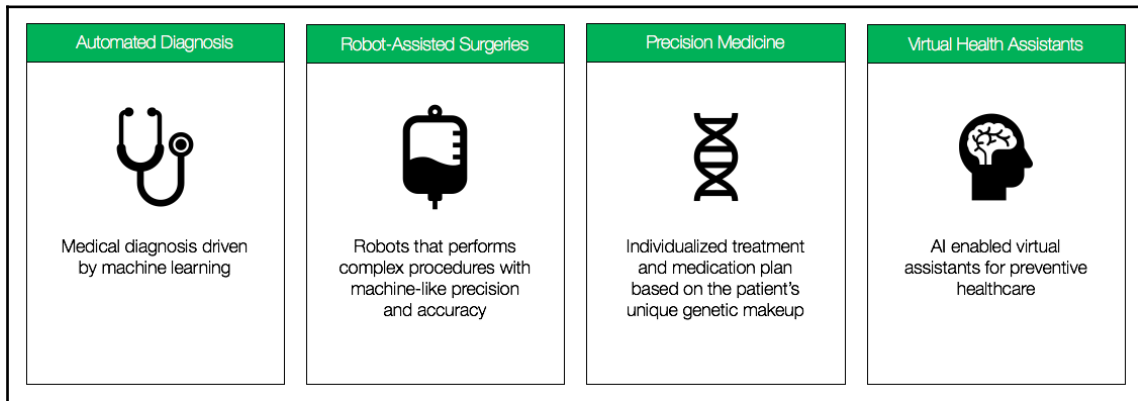 Automated Diagnosis
Medical diagnosis driven
by machine learning
Robot-Assisted Surgeries
Robots that performs
complex procedures with
machine-like precision
and accuracy
Precision Medicine
Individualized treatment
and medication plan
based on the patient's
unique genetic makeup
Virtual Health Assistants
AI enabled virtual
assistants for preventive
healthcare